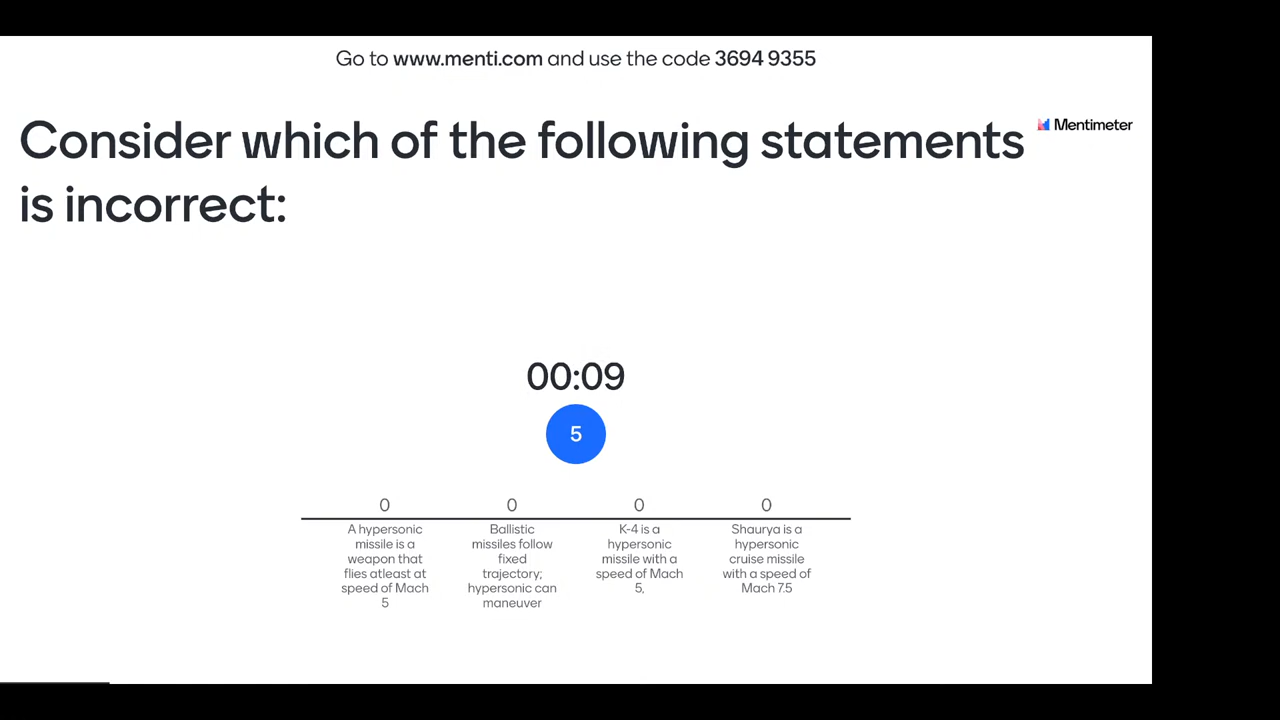 Go to www.menti.com and use the code 3694 9355
Consider which of the following statements
is incorrect:
Mentimeter
00:09
5
0
0
0
0
A hypersonic
missile is a
weapon that
flies atleast at
speed of Mach
5
Ballistic
missiles follow
fixed
trajectory;
hypersonic can
maneuver
K-4 is a
hypersonic
missile with a
speed of Mach
5,
Shaurya is a
hypersonic
cruise missile
with a speed of
Mach 7.5